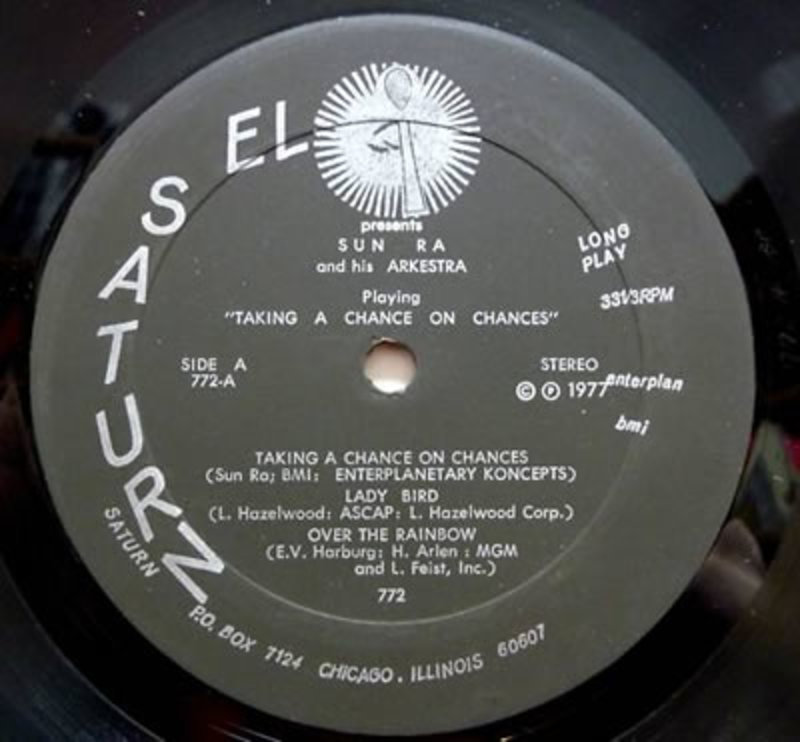 EL
SATURN
presents
SUN RA
and his ARKESTRA
Playing
"TAKING A CHANCE ON CHANCES"
LONG
PLAY
33 1/3 RPM
SIDE A
772-A
STEREO
© ℗ 1977
enterplan
bmi
TAKING A CHANCE ON CHANCES
(Sun Ra; BMI: ENTERPLANETARY KONCEPTS)
LADY BIRD
(L. Hazelwood: ASCAP: L. Hazelwood Corp.)
OVER THE RAINBOW
(E.V. Harburg: H. Arlen : MGM
and L. Feist, Inc.)
772
SATURN P.O. BOX 7124 CHICAGO . ILLINOIS 60607